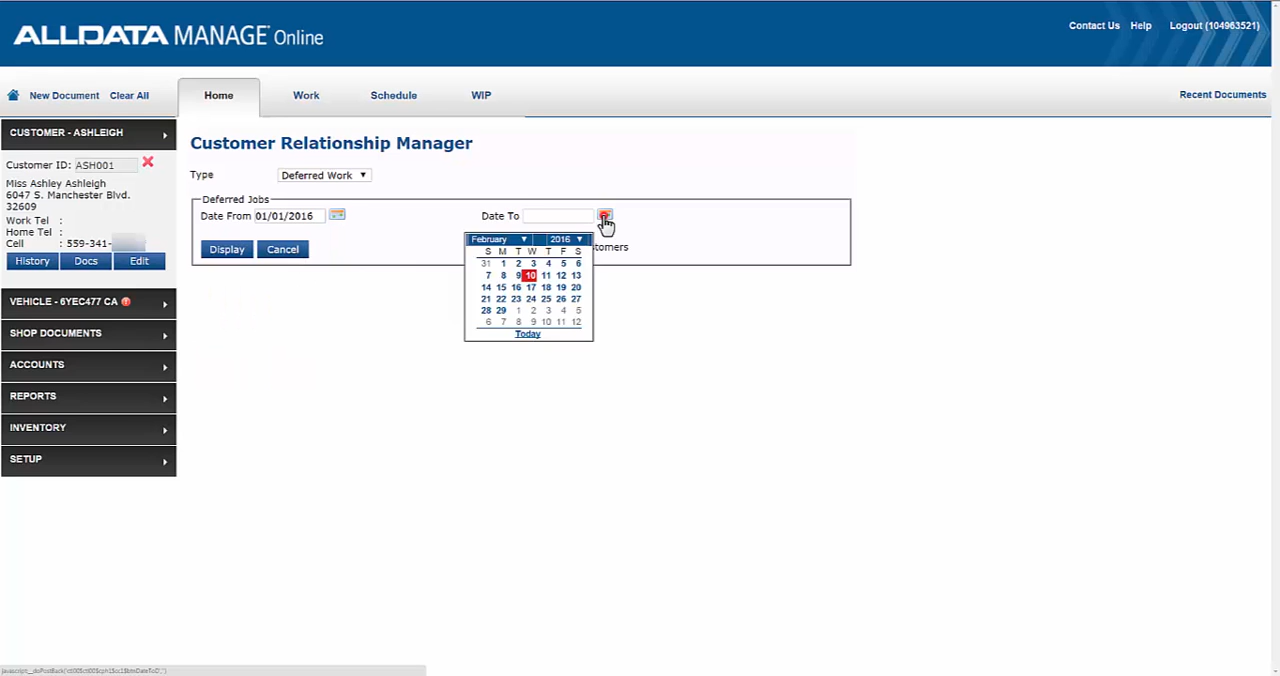 ALLDATA MANAGE Online
Contact Us Help Logout (104963521)
New Document Clear All Home Work Schedule WIP Recent Documents
CUSTOMER - ASHLEIGH
Customer ID: ASH001
Miss Ashley Ashleigh
6047 S. Manchester Blvd.
32609
Work Tel :
Home Tel :
Cell : 559-341-
History Docs Edit
VEHICLE - 6YEC477 CA
SHOP DOCUMENTS
ACCOUNTS
REPORTS
INVENTORY
SETUP
Customer Relationship Manager
Type Deferred Work
Deferred Jobs
Date From 01/01/2016 Date To
Display Cancel
February 2016
S M T W T F S
31 1 2 3 4 5 6
7 8 9 10 11 12 13
14 15 16 17 18 19 20
21 22 23 24 25 26 27
28 29 1 2 3 4 5
6 7 8 9 10 11 12
Today